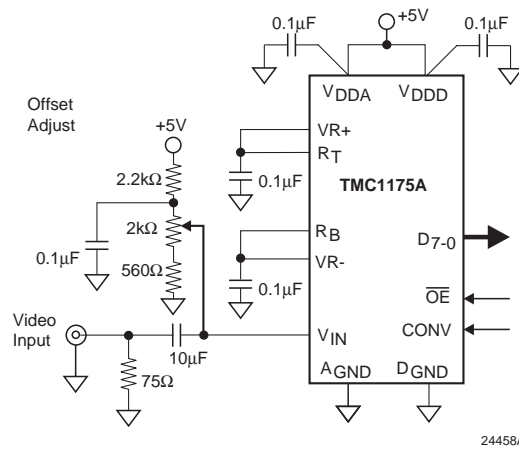 0.1μF
+5V
0.1μF
Offset
Adjust
VDDA
VDDD
+5V
VR+
RT
2.2kΩ
0.1μF
TMC1175A
2kΩ
RB
D7-0
0.1μF
560Ω
VR-
0.1μF
OE
Video
Input
VIN
CONV
10μF
75Ω
AGND
DGND
24458A